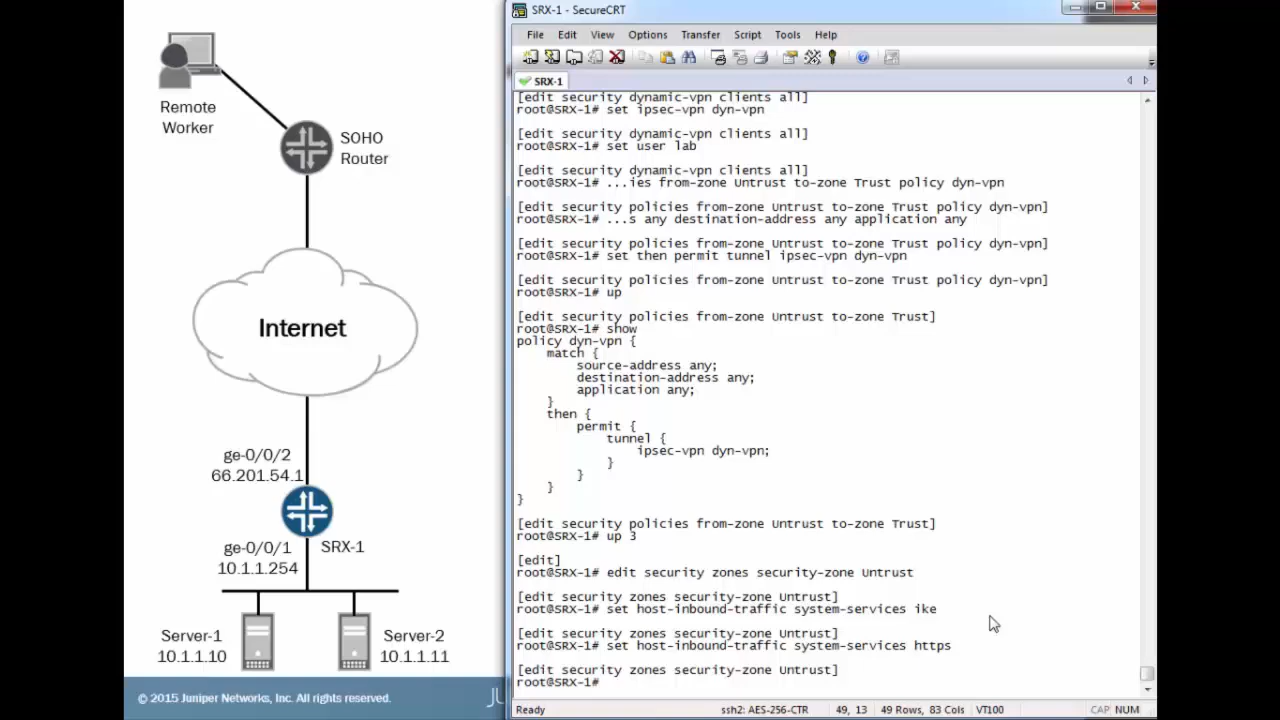 Remote
Worker
SOHO
Router
Internet
ge-0/0/2
66.201.54.1
SRX-1
ge-0/0/1
10.1.1.254
Server-1
10.1.1.10
Server-2
10.1.1.11
© 2015 Juniper Networks, Inc. All rights reserved.
SRX-1 - SecureCRT
File Edit View Options Transfer Script Tools Help
SRX-1
[edit security dynamic-vpn clients all]
root@SRX-1# set ipsec-vpn dyn-vpn
[edit security dynamic-vpn clients all]
root@SRX-1# set user lab
[edit security dynamic-vpn clients all]
root@SRX-1# ...ies from-zone Untrust to-zone Trust policy dyn-vpn
[edit security policies from-zone Untrust to-zone Trust policy dyn-vpn]
root@SRX-1# ...s any destination-address any application any
[edit security policies from-zone Untrust to-zone Trust policy dyn-vpn]
root@SRX-1# set then permit tunnel ipsec-vpn dyn-vpn
[edit security policies from-zone Untrust to-zone Trust policy dyn-vpn]
root@SRX-1# up
[edit security policies from-zone Untrust to-zone Trust]
root@SRX-1# show
policy dyn-vpn {
match {
source-address any;
destination-address any;
application any;
}
then {
permit {
tunnel {
ipsec-vpn dyn-vpn;
}
}
}
}
[edit security policies from-zone Untrust to-zone Trust]
root@SRX-1# up 3
[edit]
root@SRX-1# edit security zones security-zone Untrust
[edit security zones security-zone Untrust]
root@SRX-1# set host-inbound-traffic system-services ike
[edit security zones security-zone Untrust]
root@SRX-1# set host-inbound-traffic system-services https
[edit security zones security-zone Untrust]
root@SRX-1#
Ready ssh2: AES-256-CTR 49, 13 49 Rows, 83 Cols VT100 CAP NUM